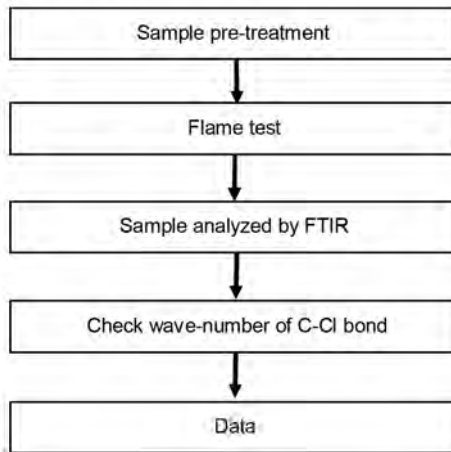 Sample pre-treatment
Flame test
Sample analyzed by FTIR
Check wave-number of C-Cl bond
Data